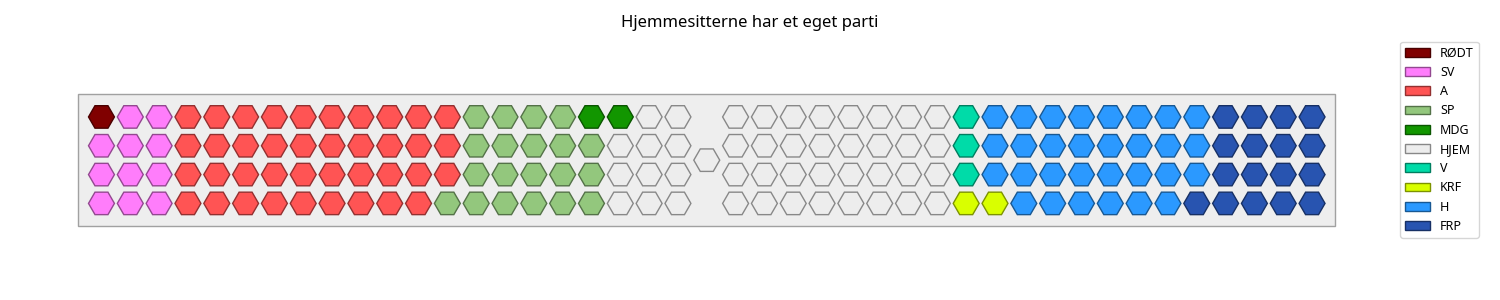 Hjemmesitterne har et eget parti
RØDT
SV
A
SP
MDG
HJEM
V
KRF
H
FRP